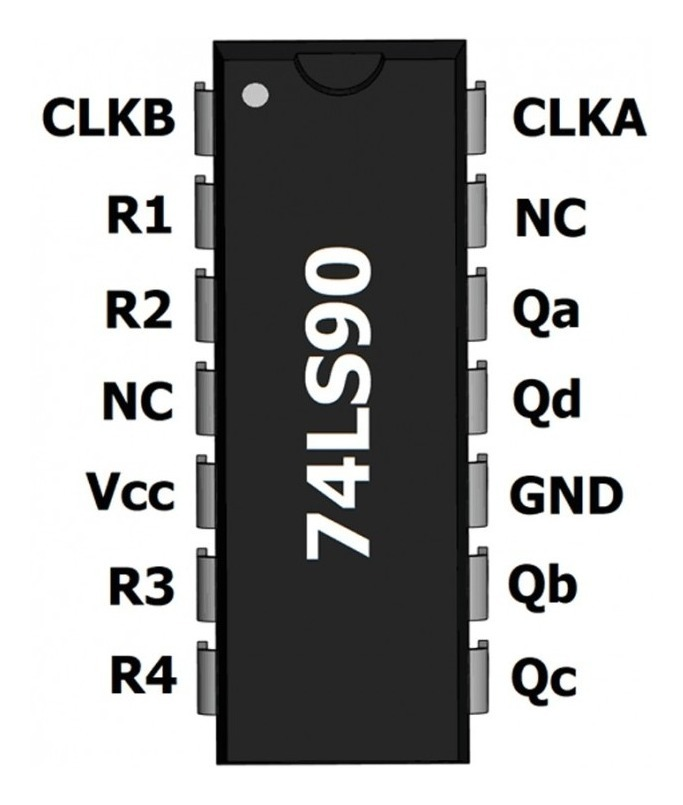 CLKB CLKA
R1 NC
R2 Qa
NC Qd
Vcc GND
R3 Qb
R4 Qc
74LS90